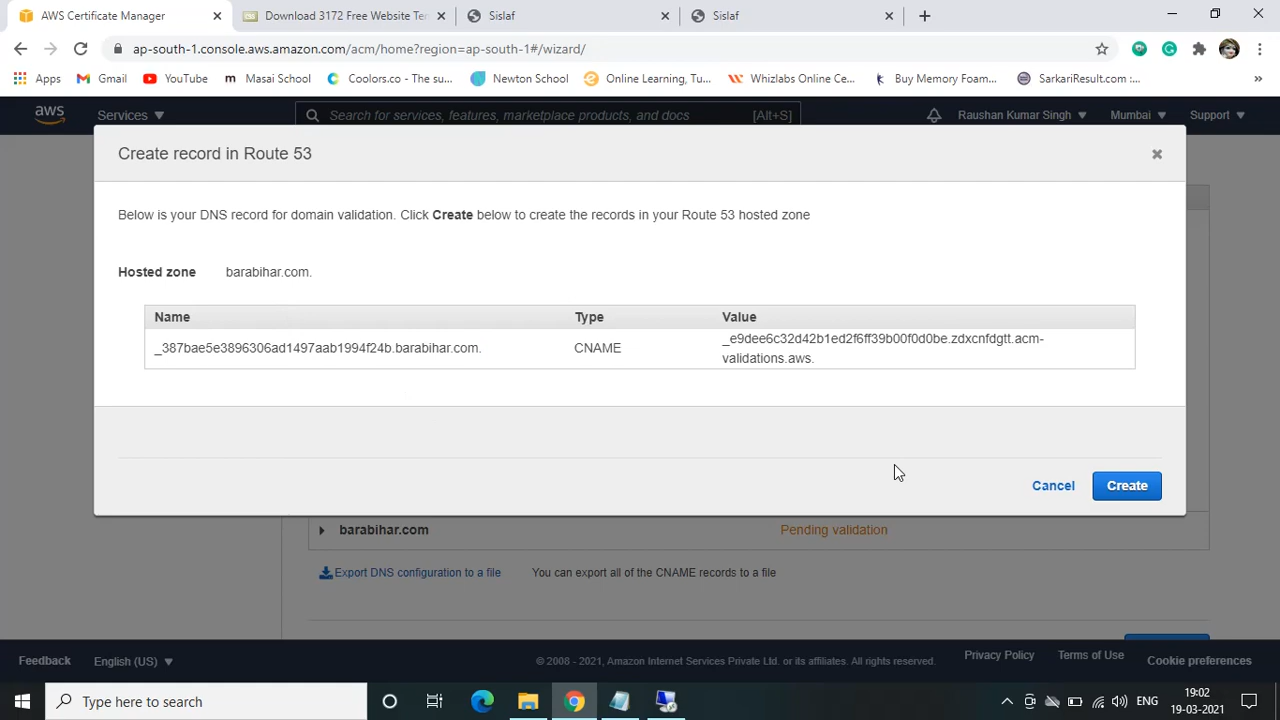 AWS Certificate Manager
Download 3172 Free Website Tem
Sislaf
Sislaf
ap-south-1.console.aws.amazon.com/acm/home?region=ap-south-1#/wizard/
Apps
Gmail
YouTube
Masai School
Coolors.co - The su...
Newton School
Online Learning, Tu...
Whizlabs Online Ce...
Buy Memory Foam...
SarkariResult.com :...
»
aws
Services
Search for services, features, marketplace products, and docs
[Alt+S]
Raushan Kumar Singh
Mumbai
Support
Create record in Route 53
Below is your DNS record for domain validation. Click Create below to create the records in your Route 53 hosted zone
Hosted zone
barabihar.com.
Name
Type
Value
_387bae5e3896306ad1497aab1994f24b.barabihar.com.
CNAME
_e9dee6c32d42b1ed2f6ff39b00f0d0be.zdxcnfdgtt.acm-
validations.aws.
Cancel
Create
barabihar.com
Pending validation
Export DNS configuration to a file
You can export all of the CNAME records to a file
Feedback
English (US)
© 2008 - 2021, Amazon Internet Services Private Ltd. or its affiliates. All rights reserved.
Privacy Policy
Terms of Use
Cookie preferences
Type here to search
ENG
19:02
19-03-2021